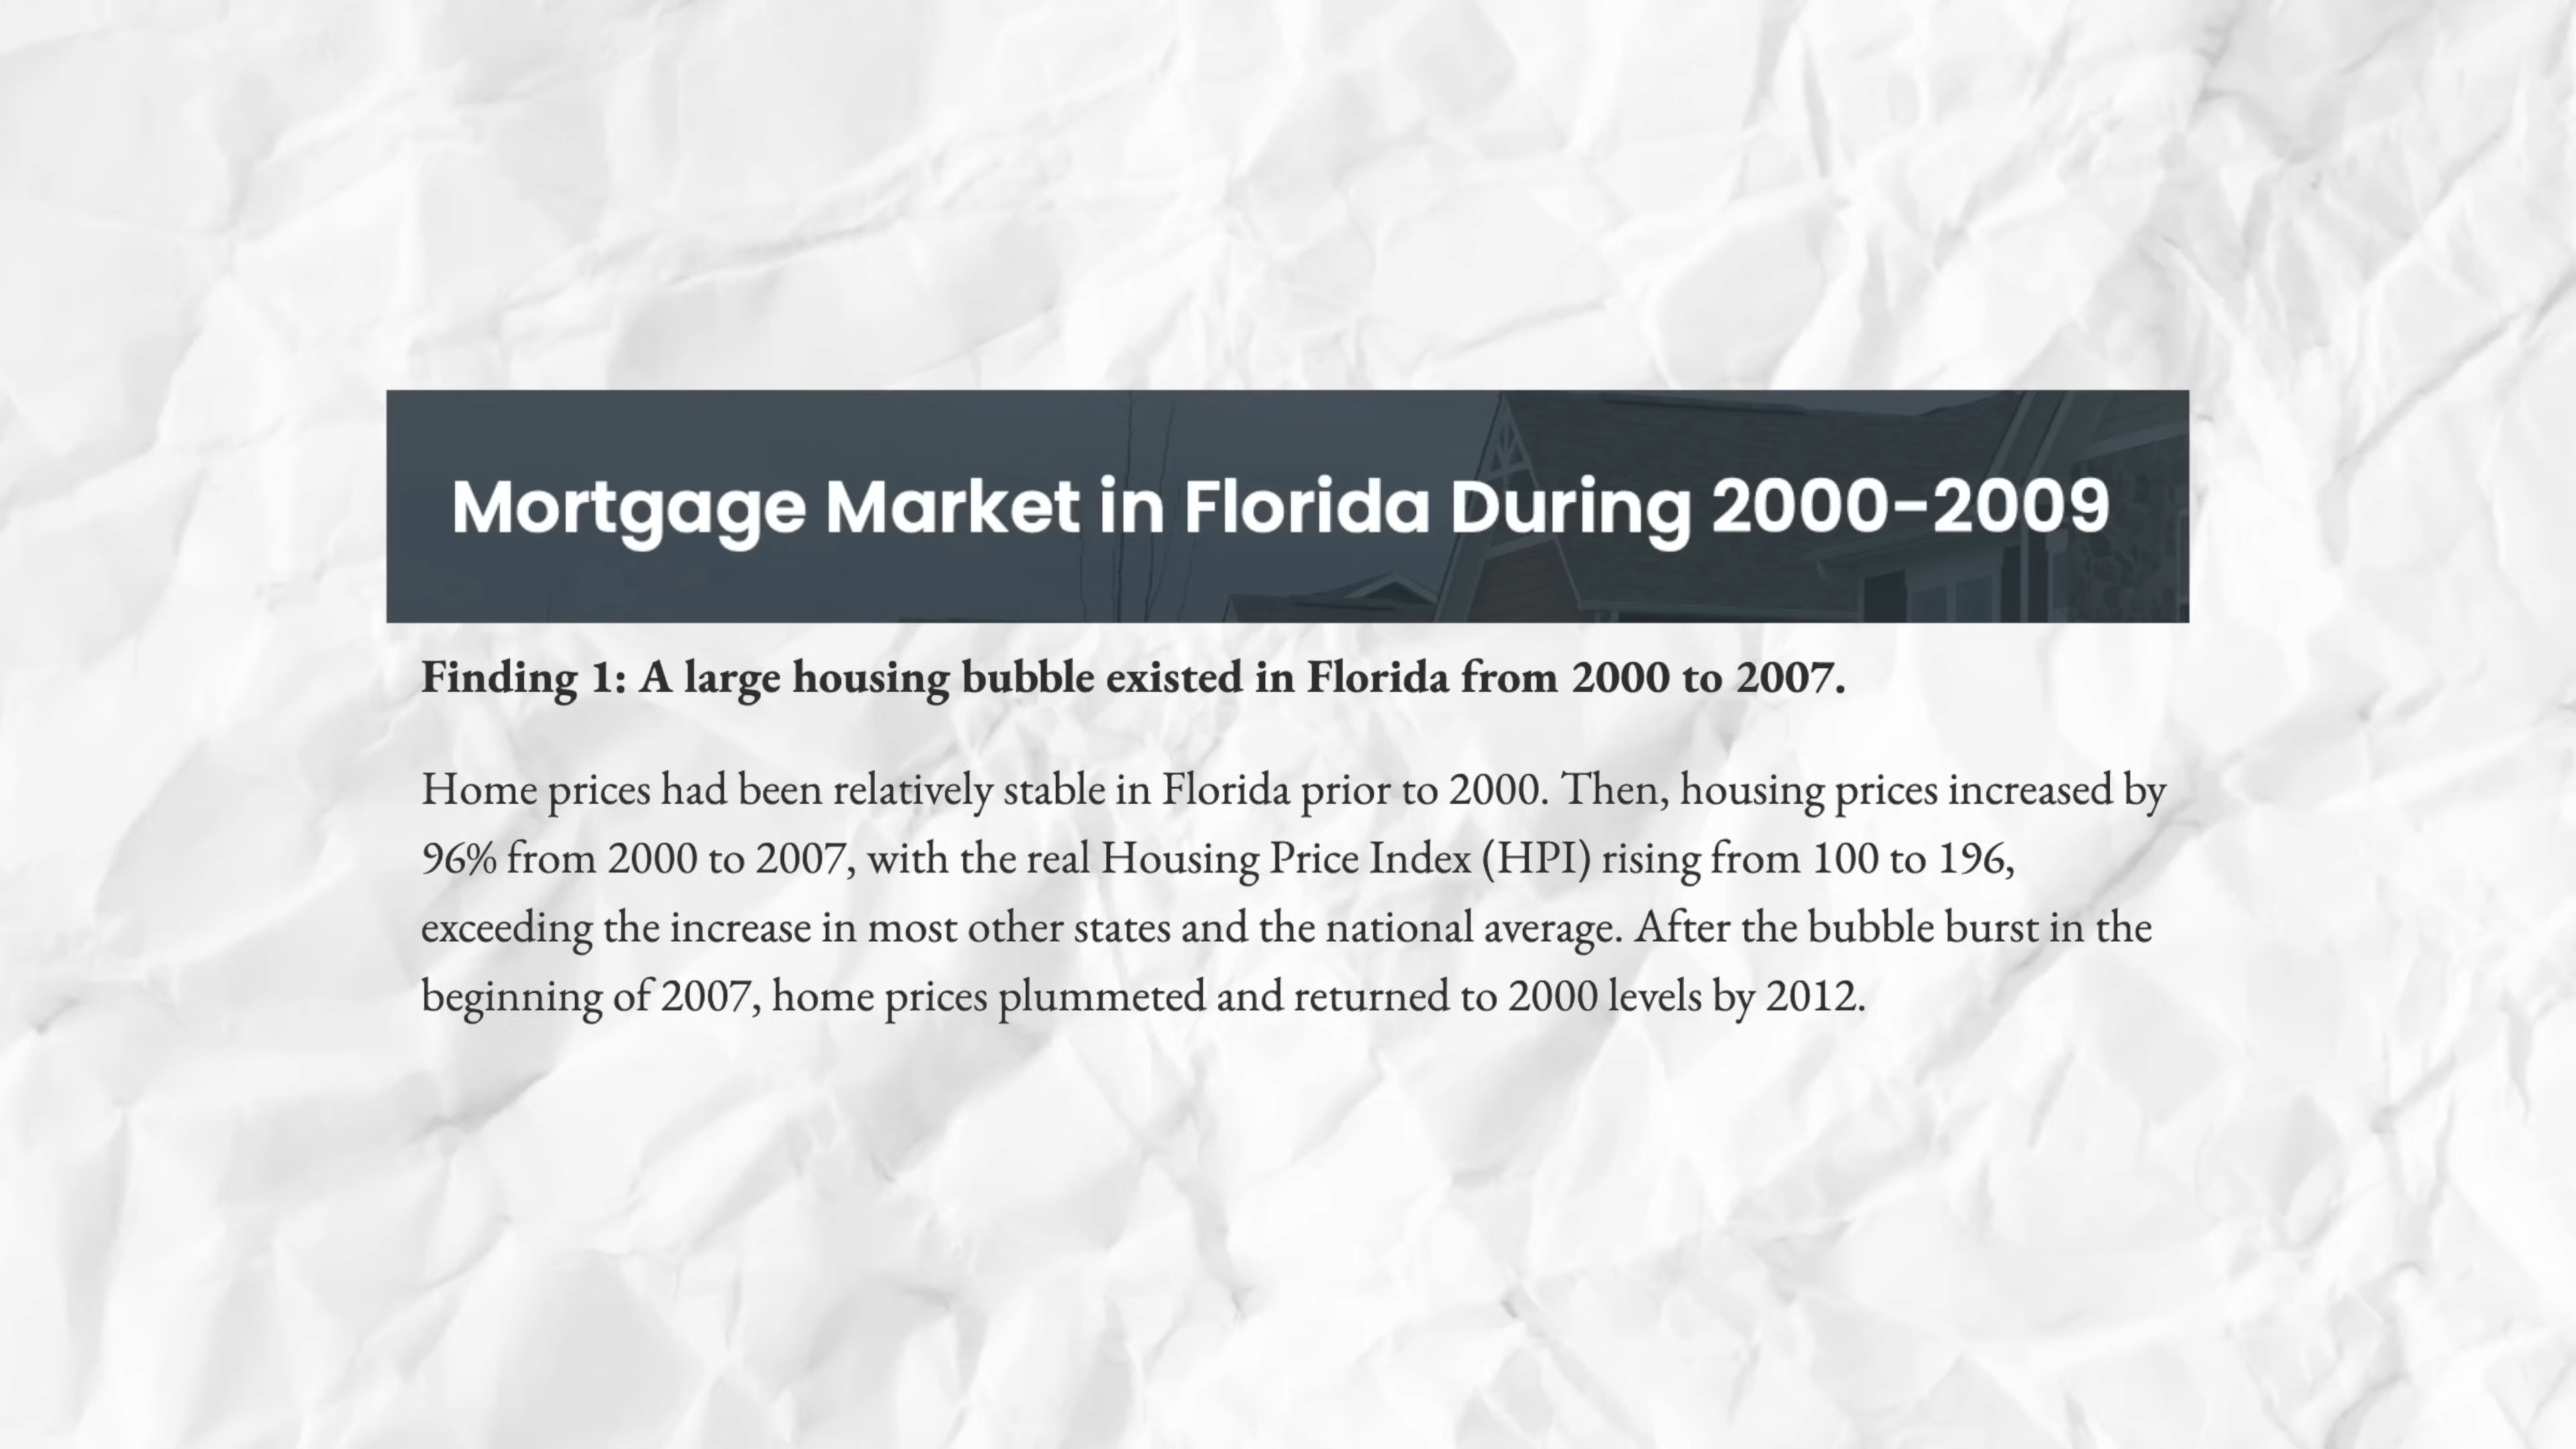 Mortgage Market in Florida During 2000-2009
Finding 1: A large housing bubble existed in Florida from 2000 to 2007.
Home prices had been relatively stable in Florida prior to 2000. Then, housing prices increased by
96% from 2000 to 2007, with the real Housing Price Index (HPI) rising from 100 to 196,
exceeding the increase in most other states and the national average. After the bubble burst in the
beginning of 2007, home prices plummeted and returned to 2000 levels by 2012.